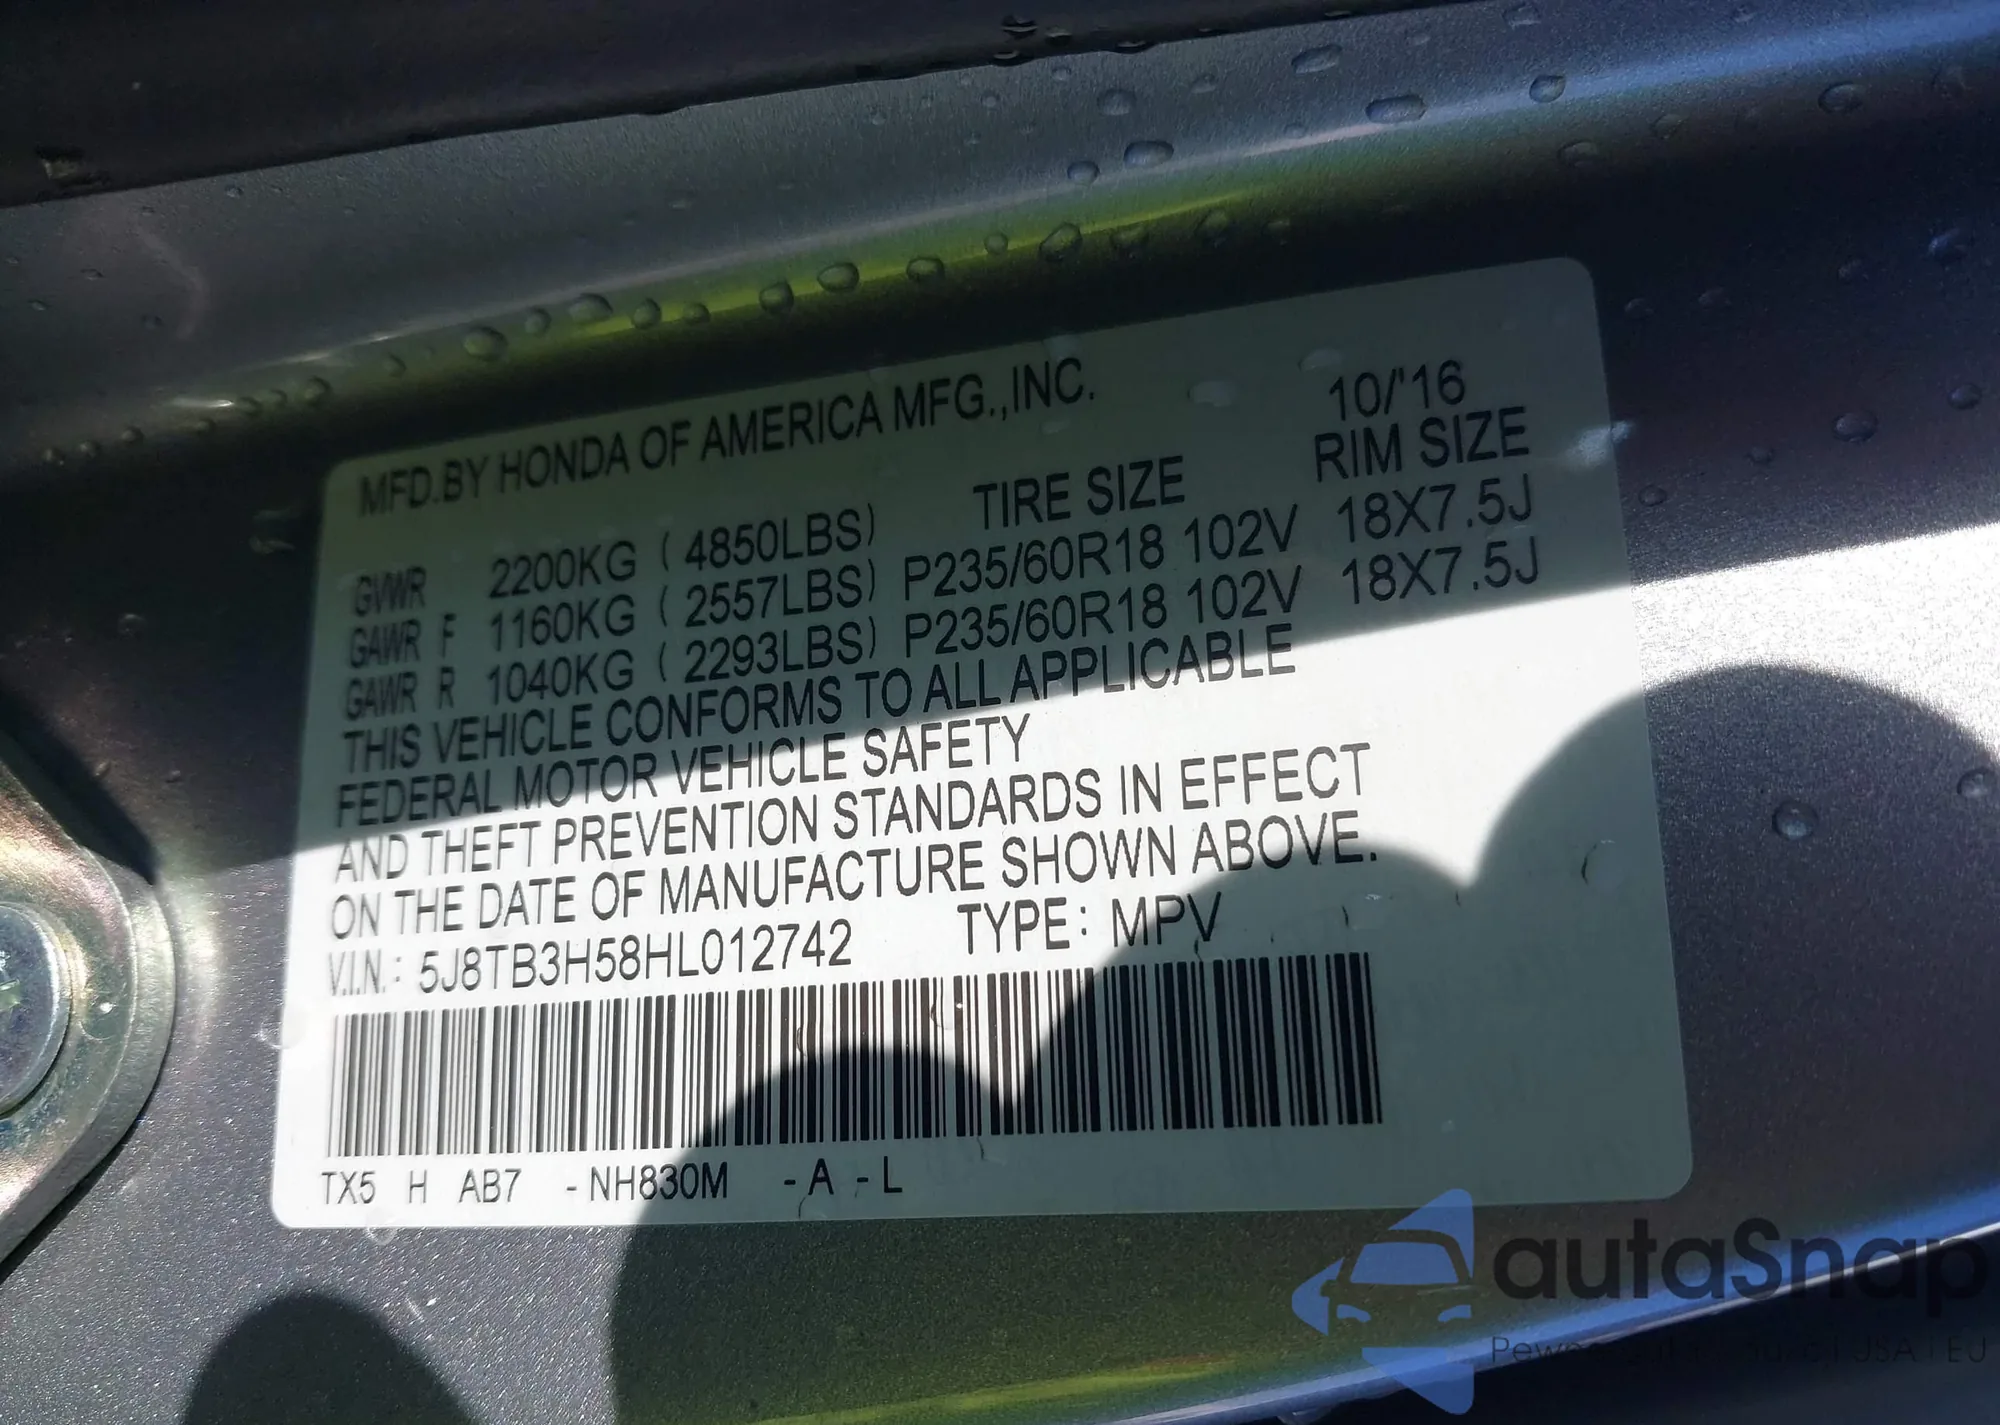 MFD.BY HONDA OF AMERICA MFG.,INC. 10/'16
TIRE SIZE RIM SIZE
GVWR 2200KG ( 4850LBS)
GAWR F 1160KG ( 2557LBS) P235/60R18 102V 18X7.5J
GAWR R 1040KG ( 2293LBS) P235/60R18 102V 18X7.5J
THIS VEHICLE CONFORMS TO ALL APPLICABLE
FEDERAL MOTOR VEHICLE SAFETY
AND THEFT PREVENTION STANDARDS IN EFFECT
ON THE DATE OF MANUFACTURE SHOWN ABOVE.
V.I.N.: 5J8TB3H58HL012742 TYPE: MPV
TX5 H AB7 -NH830M -A -L
autaSnap
USA | EU